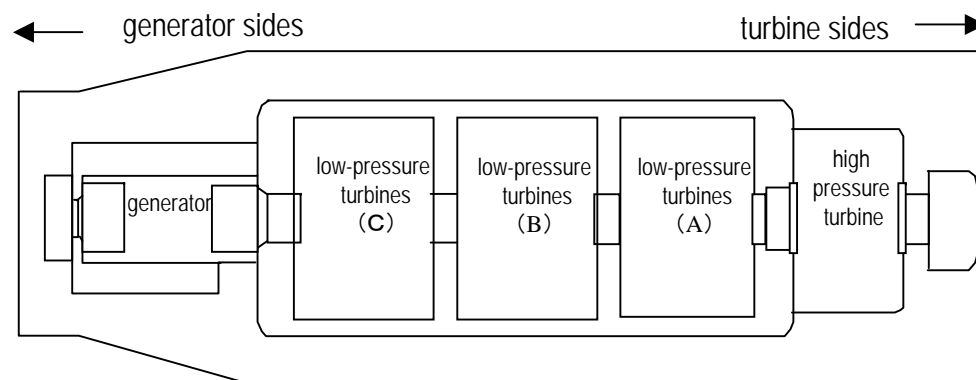 generator sides
turbine sides
generator
low-pressure
turbines
（C）
low-pressure
turbines
（B）
low-pressure
turbines
（A）
high
pressure
turbine